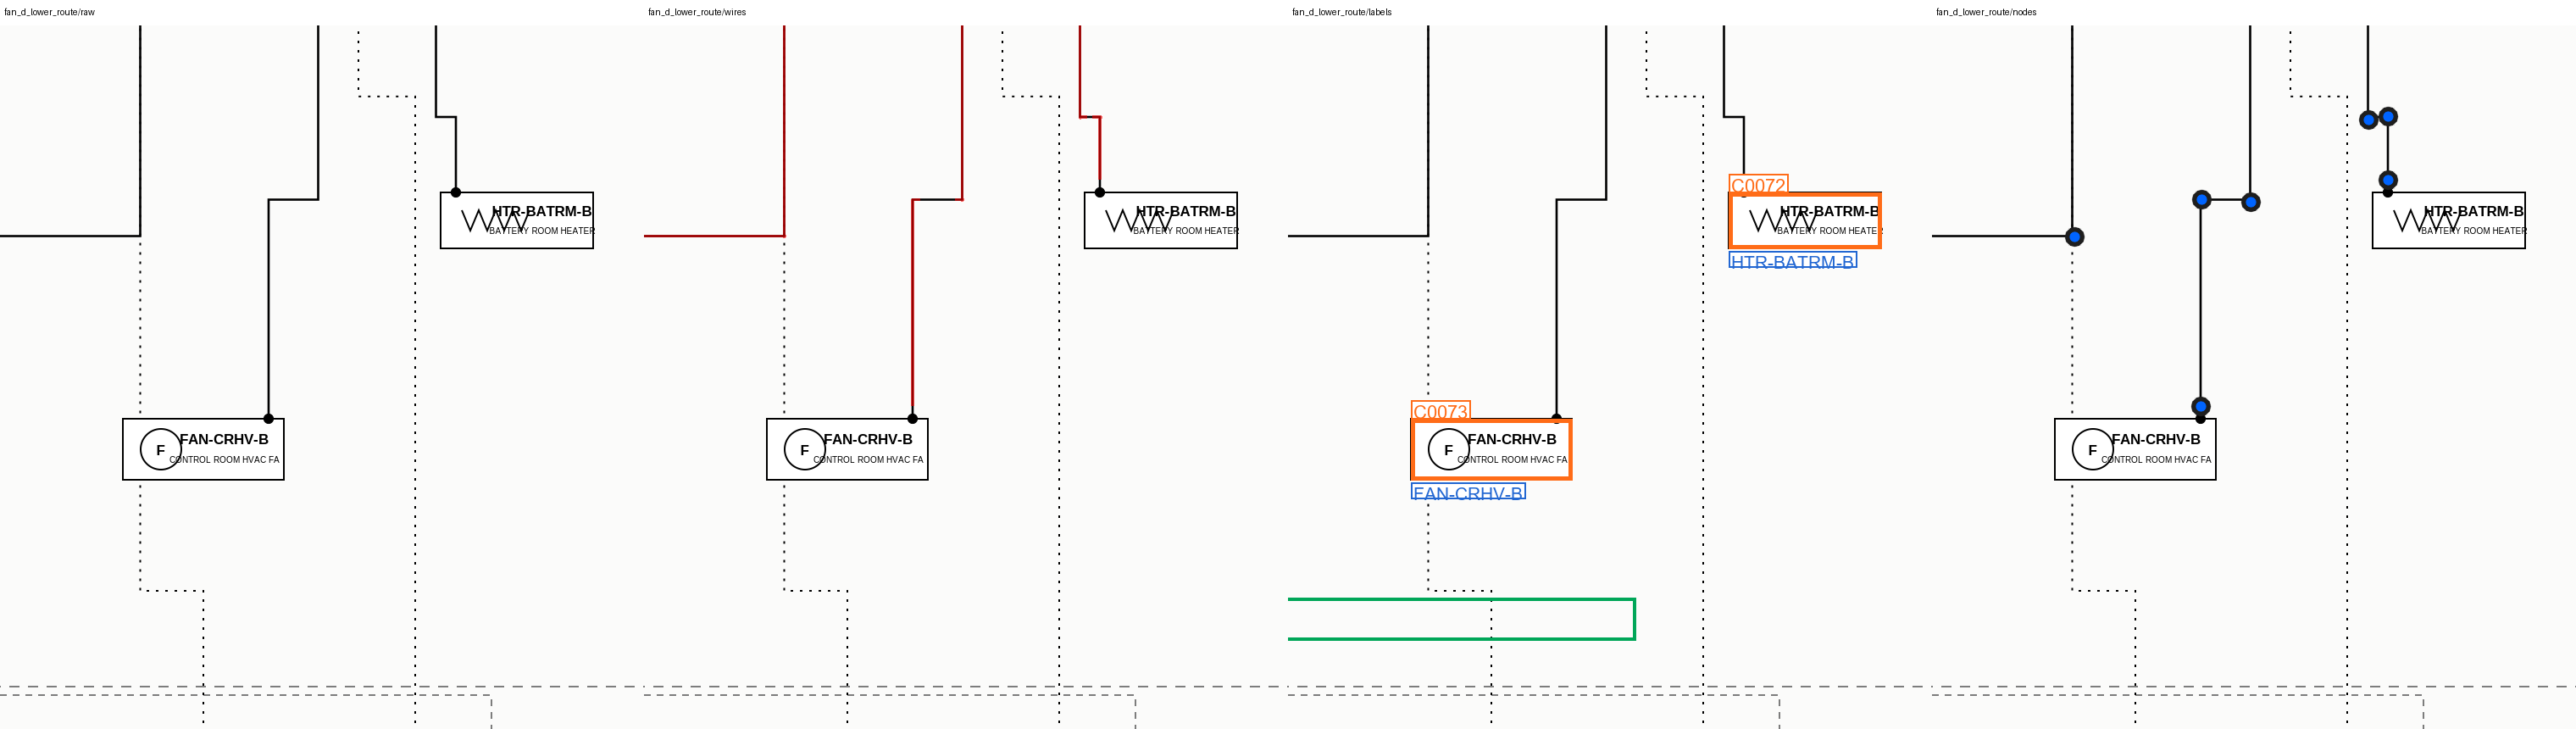 fan_d_lower_route/raw
fan_d_lower_route/wires
fan_d_lower_route/labels
fan_d_lower_route/nodes
HTR-BATRM-B
BATTERY ROOM HEATER
F
FAN-CRHV-B
CONTROL ROOM HVAC FA
HTR-BATRM-B
BATTERY ROOM HEATER
F
FAN-CRHV-B
CONTROL ROOM HVAC FA
C0072
HTR-BATRM-B
BATTERY ROOM HEATER
HTR-BATRM-B
C0073
F
FAN-CRHV-B
CONTROL ROOM HVAC FA
FAN-CRHV-B
HTR-BATRM-B
BATTERY ROOM HEATER
F
FAN-CRHV-B
CONTROL ROOM HVAC FA